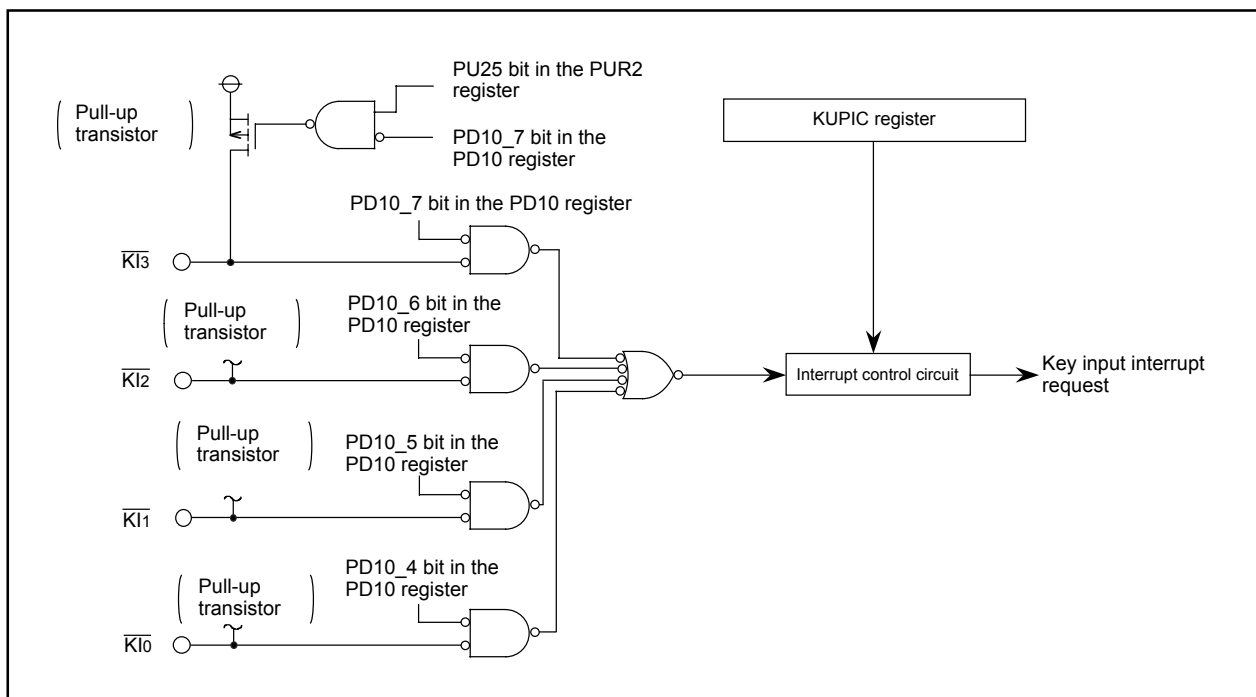 PU25 bit in the PUR2
register
Pull-up
transistor
PD10_7 bit in the
PD10 register
KUPIC register
PD10_7 bit in the PD10 register
KI3
Pull-up
transistor
PD10_6 bit in the
PD10 register
KI2
Interrupt control circuit
Key input interrupt
request
Pull-up
transistor
PD10_5 bit in the
PD10 register
KI1
Pull-up
transistor
PD10_4 bit in the
PD10 register
KI0